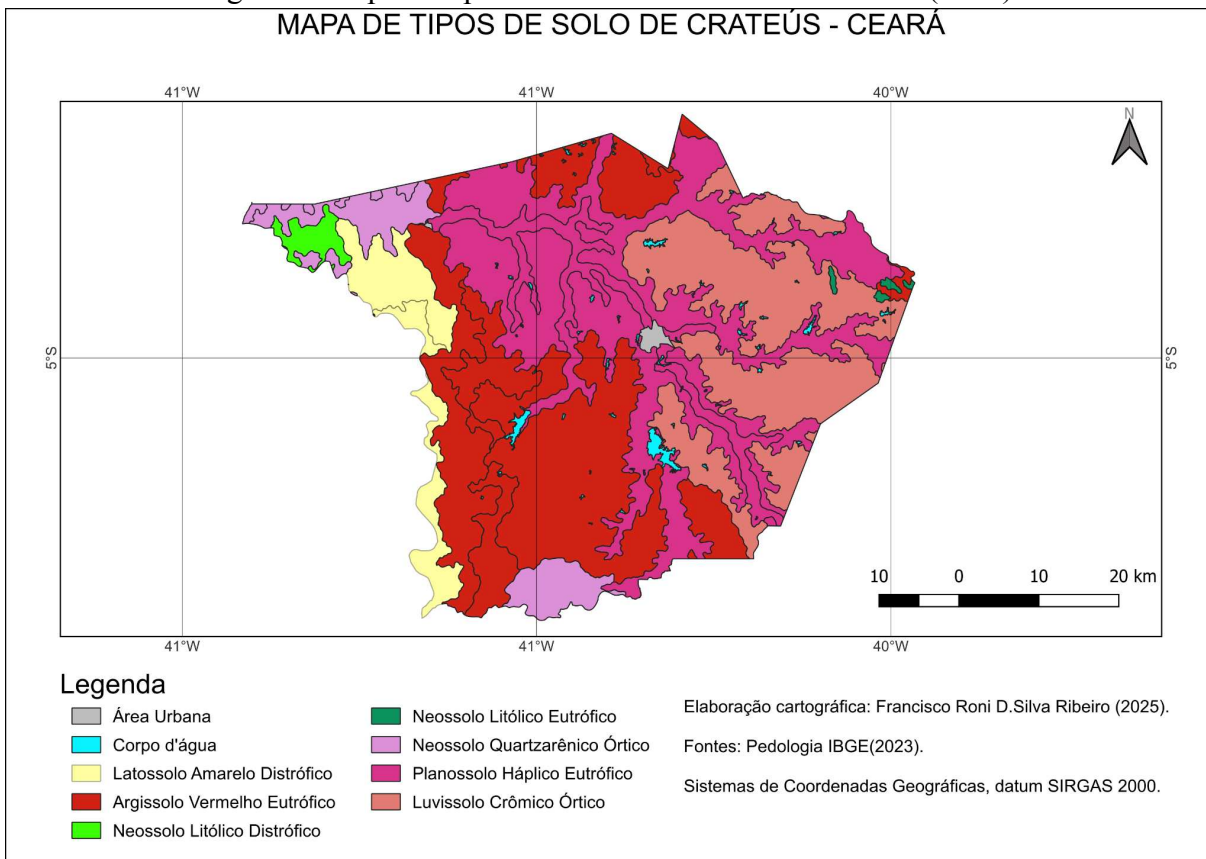 MAPA DE TIPOS DE SOLO DE CRATEÚS - CEARÁ
41°W 41°W 40°W
N
5°S 5°S
10 0 10 20 km
41°W 41°W 40°W
Legenda
Área Urbana
Corpo d'água
Latossolo Amarelo Distrófico
Argissolo Vermelho Eutrófico
Neossolo Litólico Distrófico
Neossolo Litólico Eutrófico
Neossolo Quartzarênico Órtico
Planossolo Háplico Eutrófico
Luvissolo Crômico Órtico
Elaboração cartográfica: Francisco Roni D.Silva Ribeiro (2025).
Fontes: Pedologia IBGE(2023).
Sistemas de Coordenadas Geográficas, datum SIRGAS 2000.